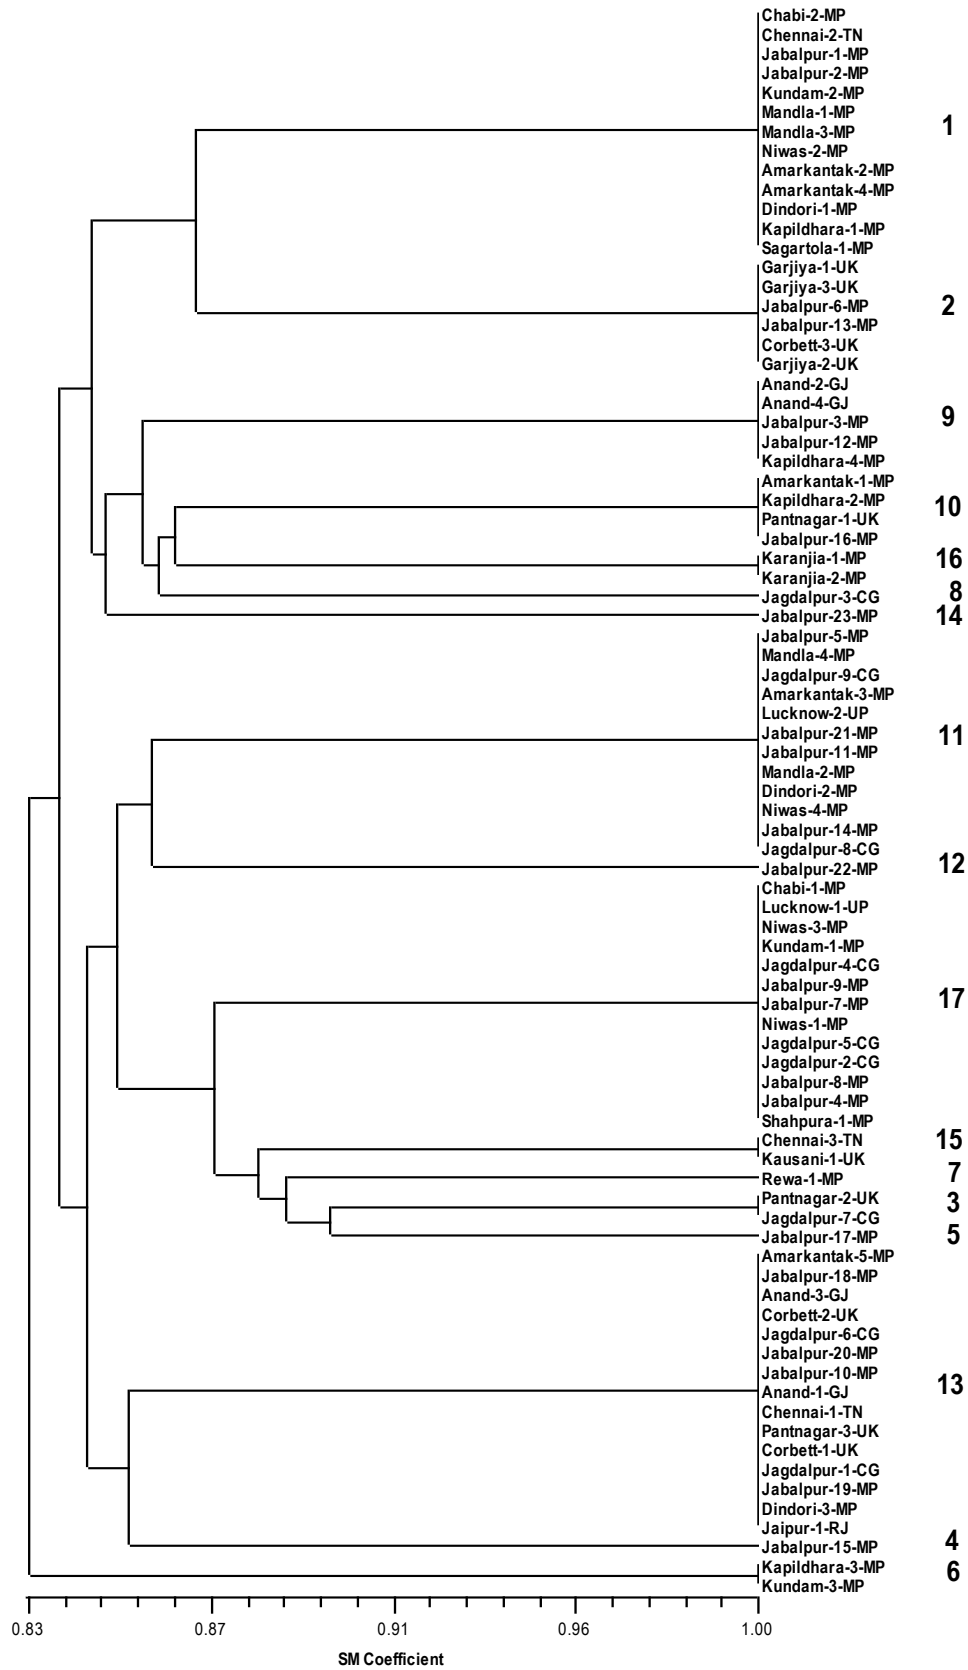 Chabi-2-MP
Chennai-2-TN
Jabalpur-1-MP
Jabalpur-2-MP
Kundam-2-MP
Mandla-1-MP
1
Mandla-3-MP
Niwas-2-MP
Amarkantak-2-MP
Amarkantak-4-MP
Dindori-1-MP
Kapildhara-1-MP
Sagartola-1-MP
Garjiya-1-UK
Garjiya-3-UK
Jabalpur-6-MP 2
Jabalpur-13-MP
Corbett-3-UK
Garjiya-2-UK
Anand-2-GJ
Anand-4-GJ
Jabalpur-3-MP 9
Jabalpur-12-MP
Kapildhara-4-MP
Amarkantak-1-MP
Kapildhara-2-MP 10
Pantnagar-1-UK
Jabalpur-16-MP
Karanjia-1-MP 16
Karanjia-2-MP
Jagdalpur-3-CG 8
Jabalpur-23-MP 14
Jabalpur-5-MP
Mandla-4-MP
Jagdalpur-9-CG
Amarkantak-3-MP
Lucknow-2-UP
Jabalpur-21-MP 11
Jabalpur-11-MP
Mandla-2-MP
Dindori-2-MP
Niwas-4-MP
Jabalpur-14-MP
Jagdalpur-8-CG
Jabalpur-22-MP 12
Chabi-1-MP
Lucknow-1-UP
Niwas-3-MP
Kundam-1-MP
Jagdalpur-4-CG
Jabalpur-9-MP
Jabalpur-7-MP 17
Niwas-1-MP
Jagdalpur-5-CG
Jagdalpur-2-CG
Jabalpur-8-MP
Jabalpur-4-MP
Shahpura-1-MP
Chennai-3-TN 15
Kausani-1-UK
Rewa-1-MP 7
Pantnagar-2-UK 3
Jagdalpur-7-CG
Jabalpur-17-MP 5
Amarkantak-5-MP
Jabalpur-18-MP
Anand-3-GJ
Corbett-2-UK
Jagdalpur-6-CG
Jabalpur-20-MP
Jabalpur-10-MP
Anand-1-GJ 13
Chennai-1-TN
Pantnagar-3-UK
Corbett-1-UK
Jagdalpur-1-CG
Jabalpur-19-MP
Dindori-3-MP
Jaipur-1-RJ
Jabalpur-15-MP 4
Kapildhara-3-MP 6
Kundam-3-MP
0.83 0.87 0.91 0.96 1.00
SM Coefficient